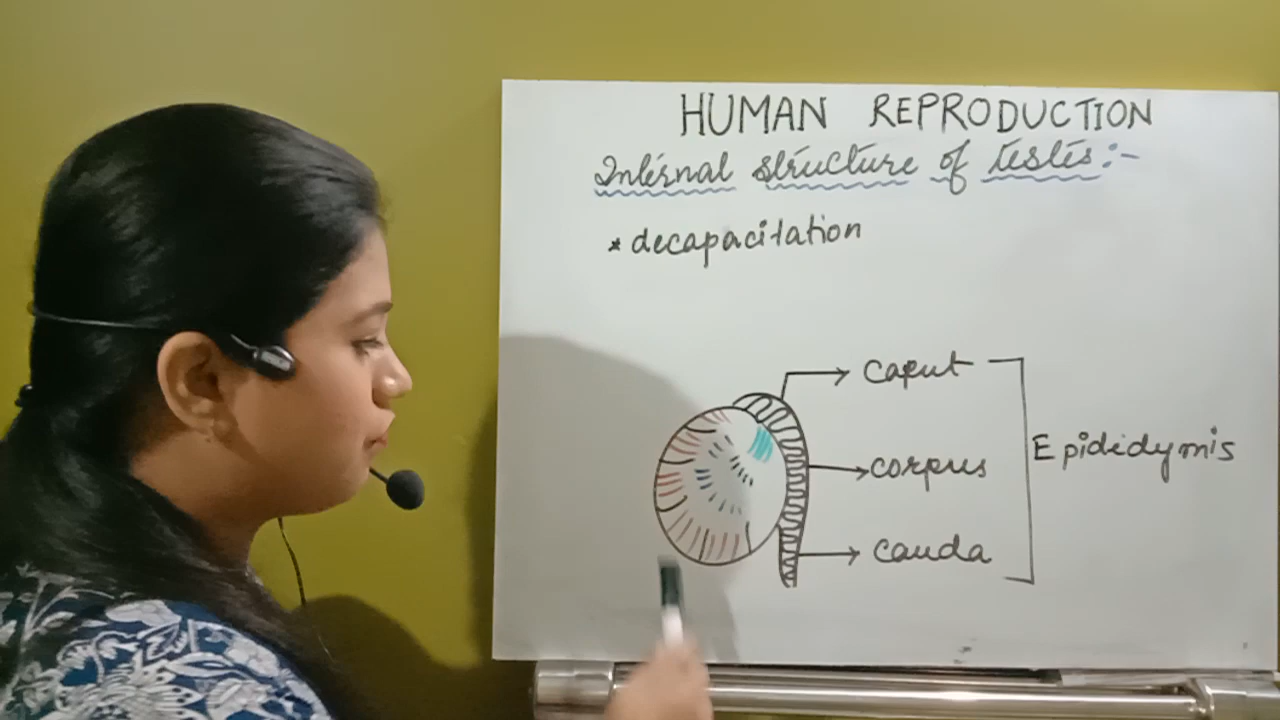 HUMAN REPRODUCTION
Internal structure of testes:-
* decapacitation
caput
corpus
Epididymis
cauda